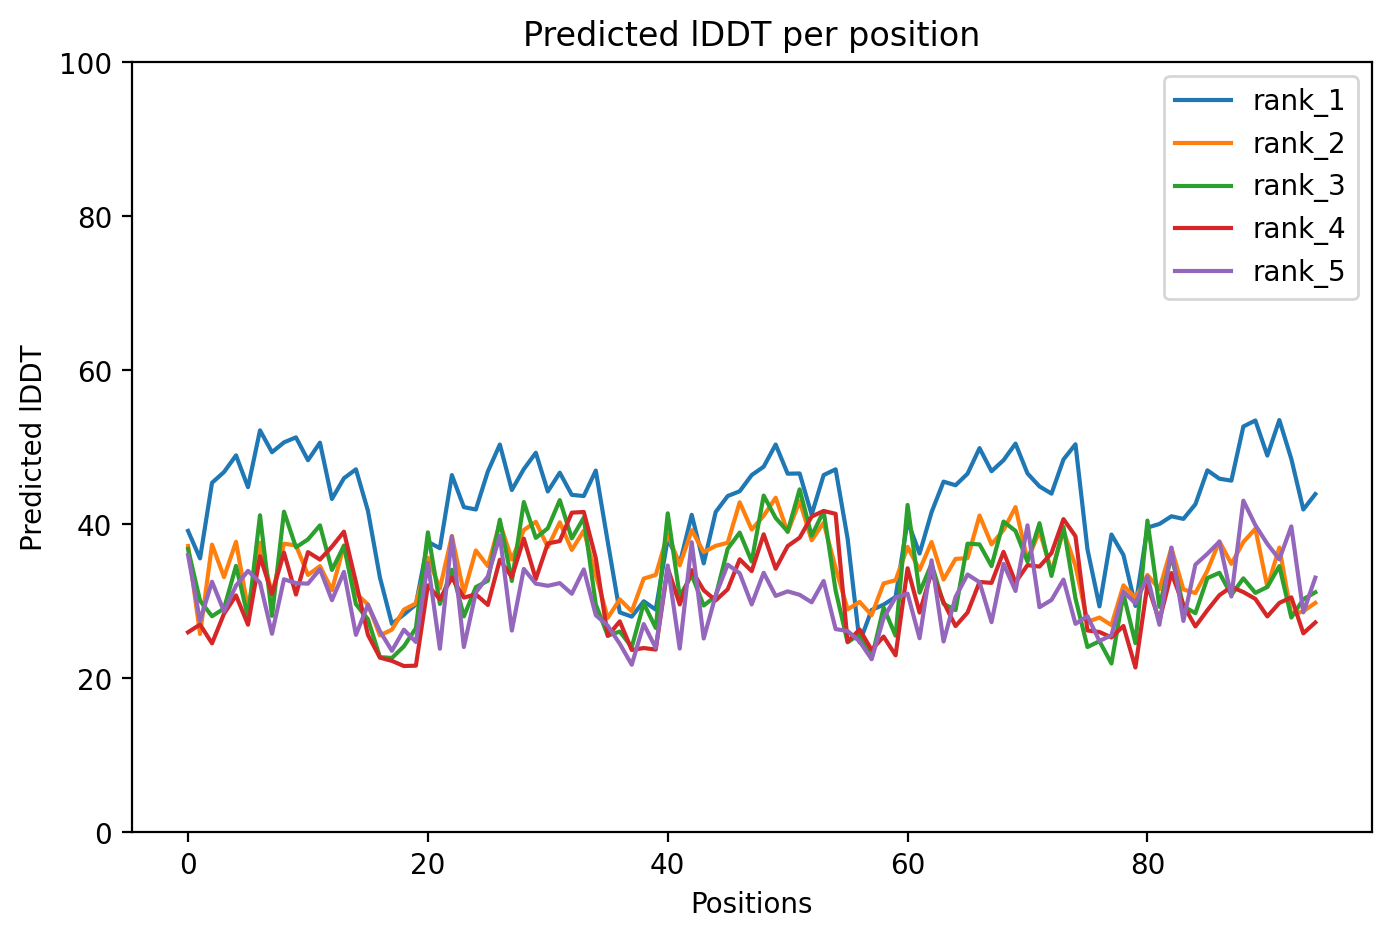 Predicted lDDT per position
100
80
60
40
20
0
Predicted lDDT
0 20 40 60 80
Positions
rank_1
rank_2
rank_3
rank_4
rank_5